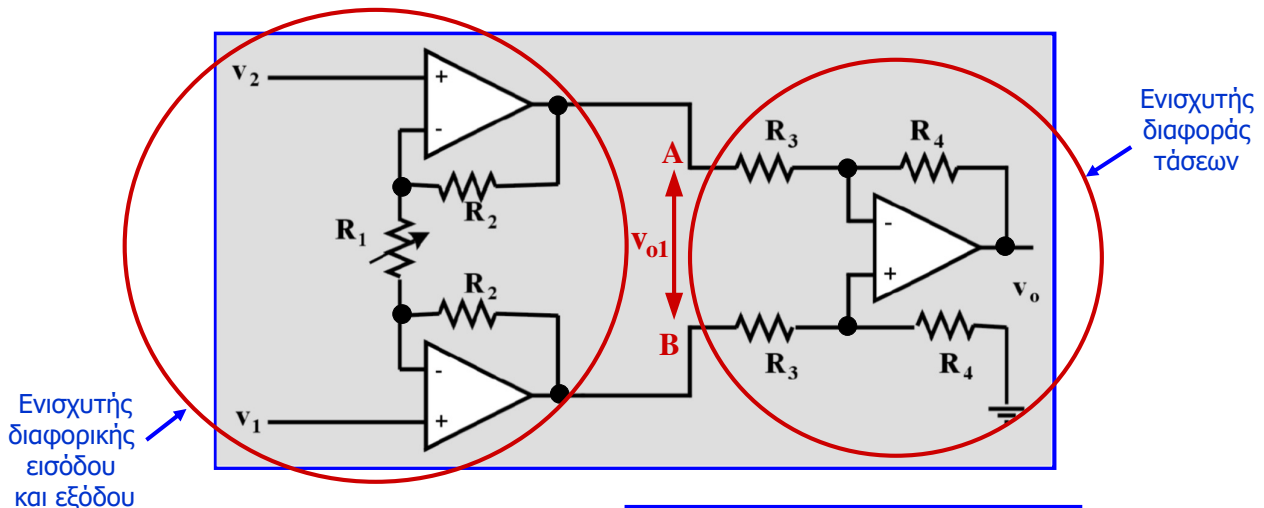 v2
+
-
R2
R1
R2
-
+
v1
A
vo1
B
R3
R4
-
+
vo
R3
R4
Ενισχυτής
διαφοράς
τάσεων
Ενισχυτής
διαφορικής
εισόδου
και εξόδου